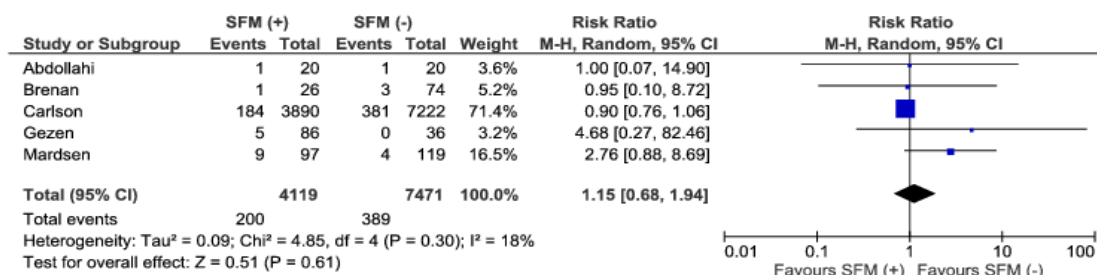 SFM (+) SFM (-) Risk Ratio Risk Ratio
Study or Subgroup Events Total Events Total Weight M-H, Random, 95% CI M-H, Random, 95% CI
Abdollahi 1 20 1 20 3.6% 1.00 [0.07, 14.90]
Brenan 1 26 3 74 5.2% 0.95 [0.10, 8.72]
Carlson 184 3890 381 7222 71.4% 0.90 [0.76, 1.06]
Gezen 5 86 0 36 3.2% 4.68 [0.27, 82.46]
Mardsen 9 97 4 119 16.5% 2.76 [0.88, 8.69]
Total (95% CI) 4119 7471 100.0% 1.15 [0.68, 1.94]
Total events 200 389
Heterogeneity: Tau² = 0.09; Chi² = 4.85, df = 4 (P = 0.30); I² = 18%
Test for overall effect: Z = 0.51 (P = 0.61)
0.01 0.1 1 10 100
Favours SFM (+) Favours SFM (-)